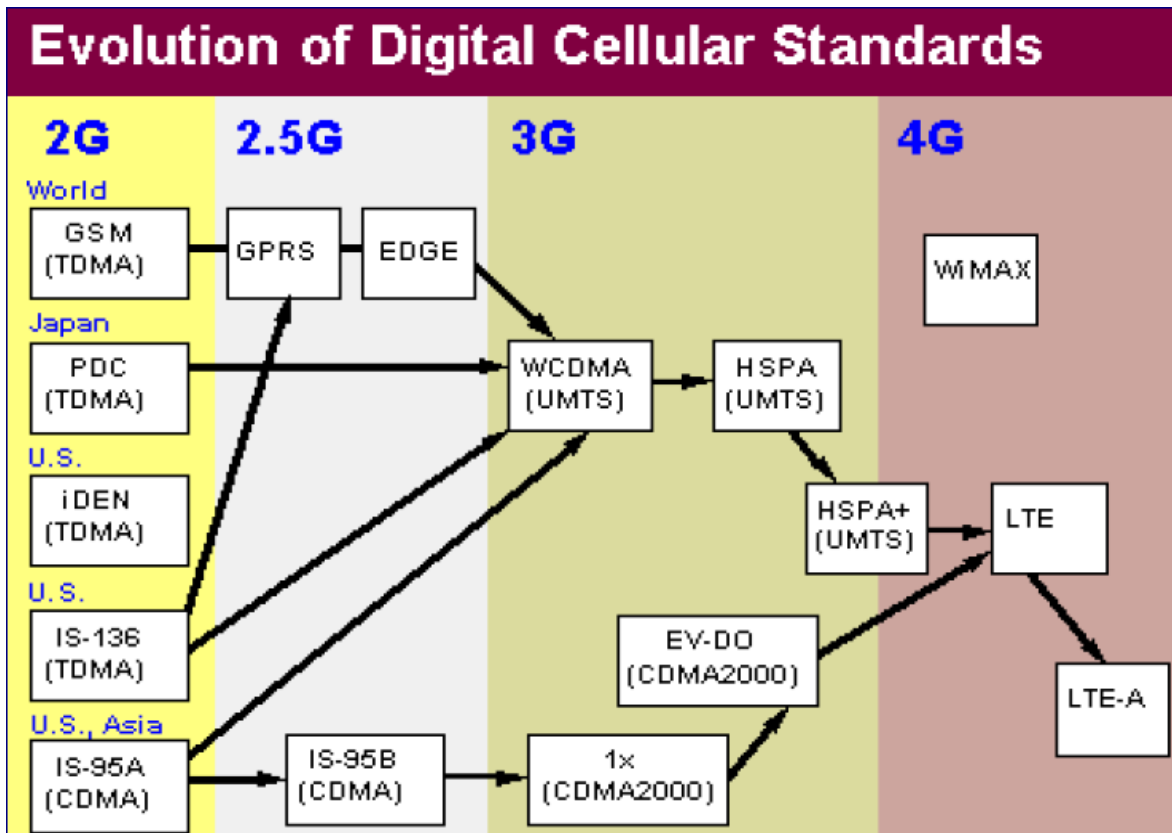 Evolution of Digital Cellular Standards
2G
2.5G
3G
4G
World
GSM
(TDMA)
GPRS
EDGE
WiMAX
Japan
PDC
(TDMA)
WCDMA
(UMTS)
HSPA
(UMTS)
U.S.
iDEN
(TDMA)
HSPA+
(UMTS)
LTE
U.S.
IS-136
(TDMA)
EV-DO
(CDMA2000)
LTE-A
U.S., Asia
IS-95A
(CDMA)
IS-95B
(CDMA)
1x
(CDMA2000)